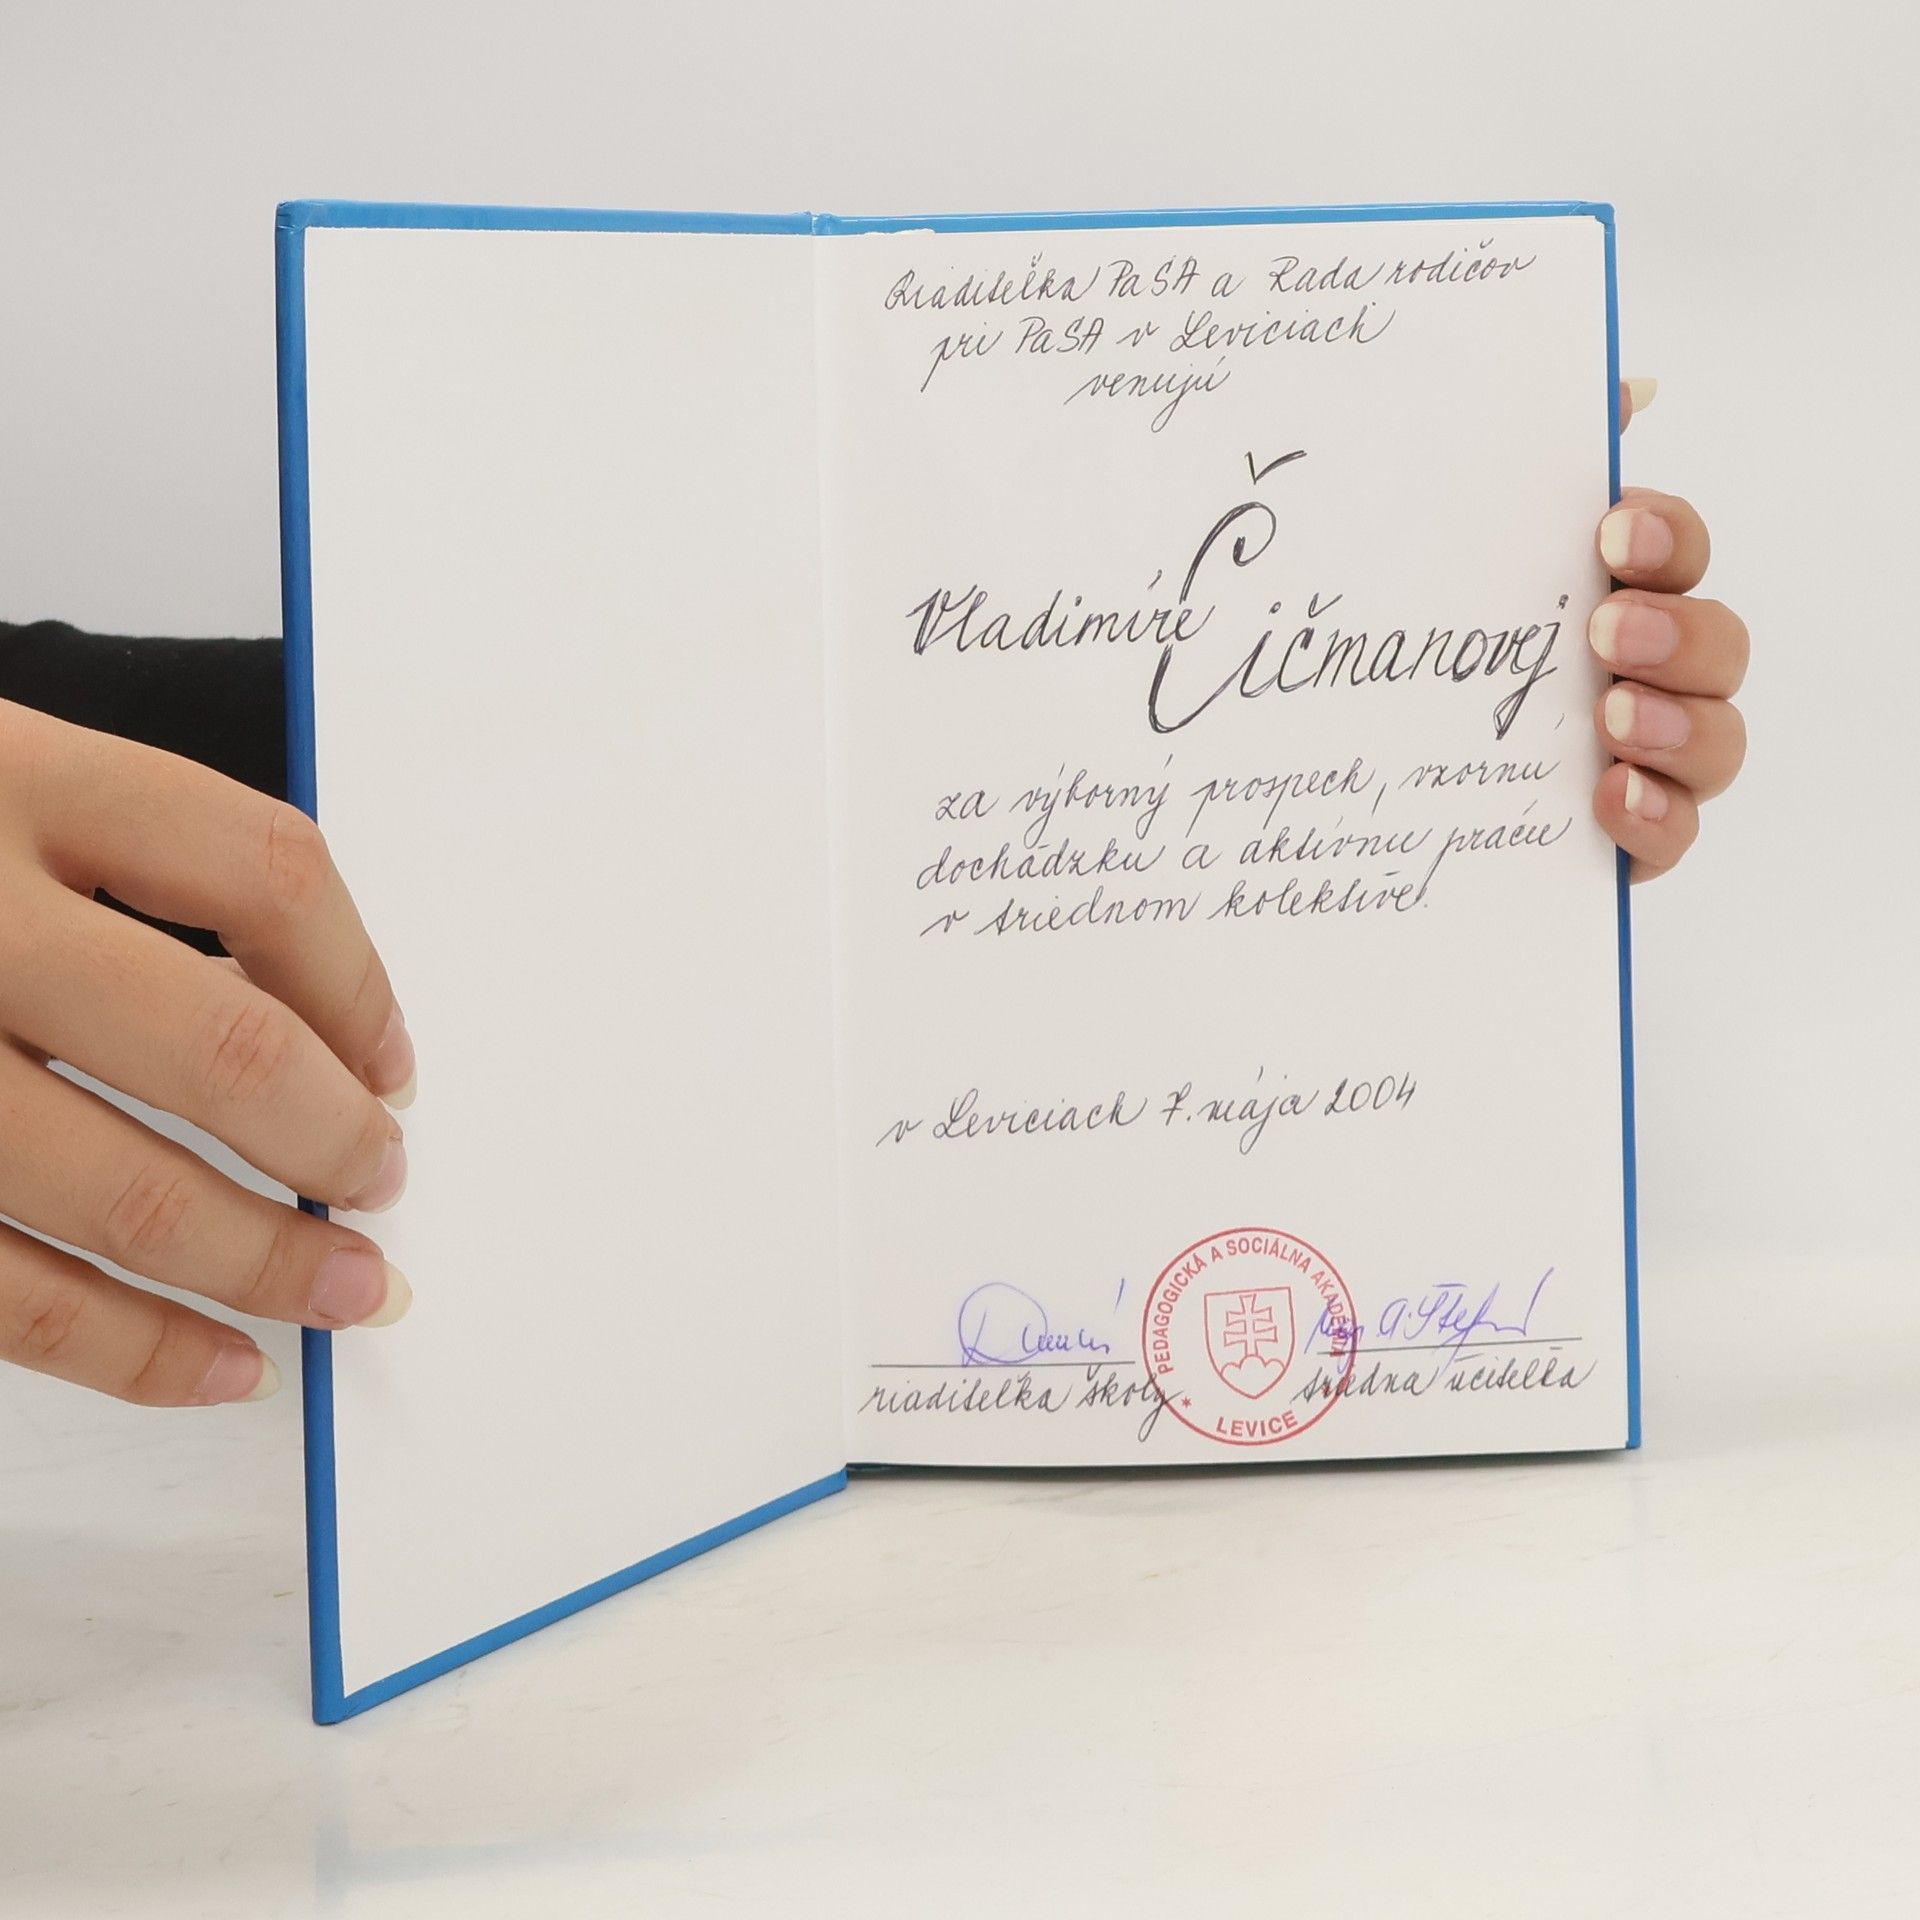 Riaditeľka PaSA a Rada rodičov
pri PaSA v Leviciach
venujú
Vladimíre Čičmanovej
za výborný prospech, vzornú
dochádzku a aktívnu prácu
v triednom kolektíve.
v Leviciach 7. mája 2004
PEDAGOGICKÁ A SOCIÁLNA AKADÉMIA
* LEVICE
riaditeľka školy
triedna učiteľka